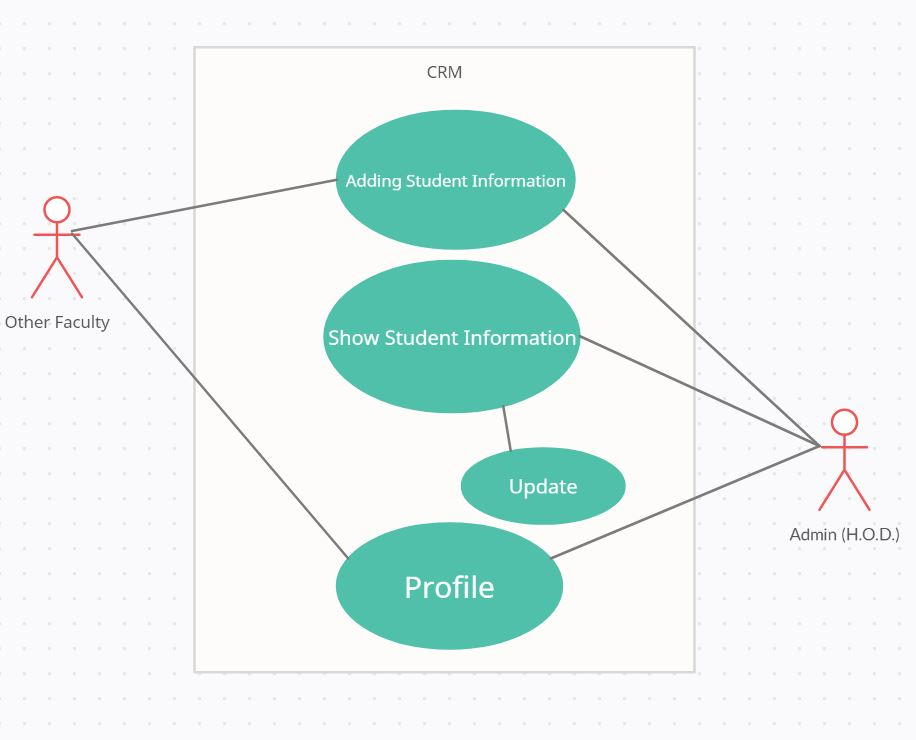 CRM
Adding Student Information
Other Faculty
Show Student Information
Update
Admin (H.O.D.)
Profile